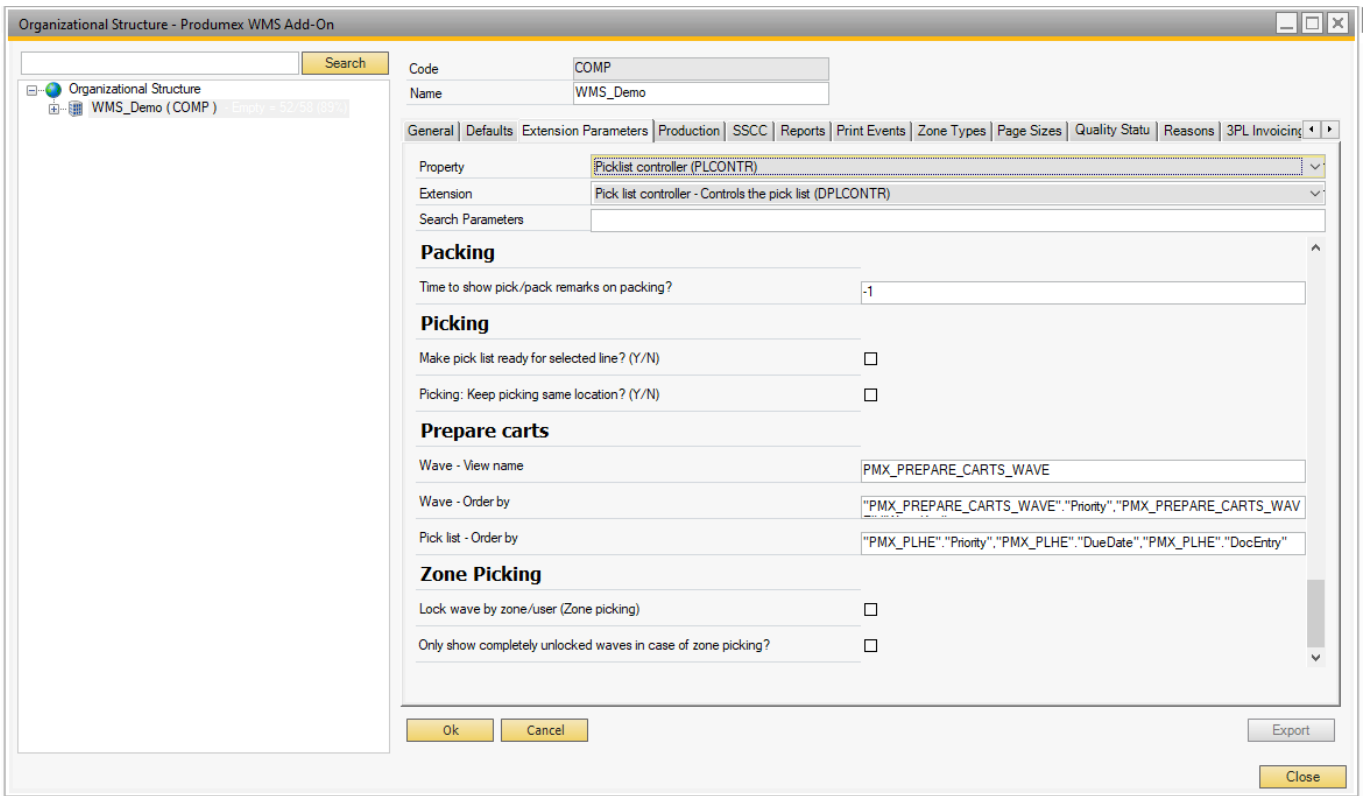 Organizational Structure - Produmex WMS Add-On
Search
Organizational Structure
WMS_Demo ( COMP ) - Empty = 52/58 (89%)
Code COMP
Name WMS_Demo
General Defaults Extension Parameters Production SSCC Reports Print Events Zone Types Page Sizes Quality Statu Reasons 3PL Invoicing
Property Picklist controller (PLCONTR)
Extension Pick list controller - Controls the pick list (DPLCONTR)
Search Parameters
Packing
Time to show pick/pack remarks on packing? -1
Picking
Make pick list ready for selected line? (Y/N)
Picking: Keep picking same location? (Y/N)
Prepare carts
Wave - View name PMX_PREPARE_CARTS_WAVE
Wave - Order by "PMX_PREPARE_CARTS_WAVE"."Priority","PMX_PREPARE_CARTS_WAV
Pick list - Order by "PMX_PLHE"."Priority","PMX_PLHE"."DueDate","PMX_PLHE"."DocEntry"
Zone Picking
Lock wave by zone/user (Zone picking)
Only show completely unlocked waves in case of zone picking?
Ok Cancel Export
Close